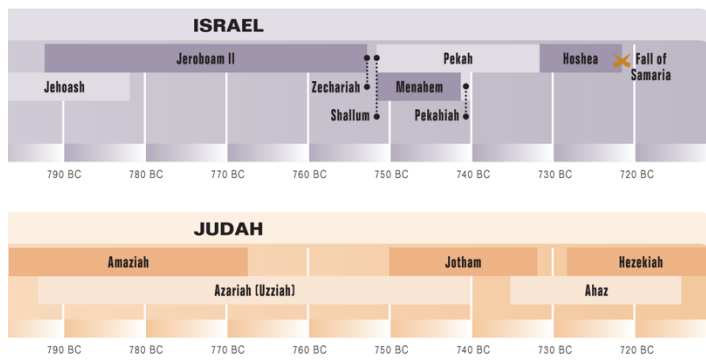 ISRAEL
Jeroboam II
Pekah
Hoshea
Fall of
Samaria
Jehoash
Zechariah
Menahem
Shallum
Pekahiah
790 BC
780 BC
770 BC
760 BC
750 BC
740 BC
730 BC
720 BC
JUDAH
Amaziah
Jotham
Hezekiah
Azariah (Uzziah)
Ahaz
790 BC
780 BC
770 BC
760 BC
750 BC
740 BC
730 BC
720 BC